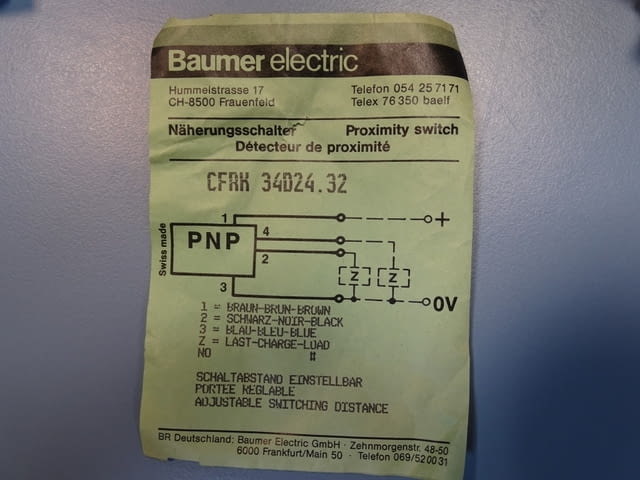 Baumer electric
Hummelstrasse 17 Telefon 054 25 71 71
CH-8500 Frauenfeld Telex 76 350 baelf
Näherungsschalter Proximity switch
Détecteur de proximité
CFRK 34D24.32
Swiss made
PNP
1
4
2
3
+
Z Z
0V
1 = BRAUN-BRUN-BROWN
2 = SCHWARZ-NOIR-BLACK
3 = BLAU-BLEU-BLUE
Z = LAST-CHARGE-LOAD
NO #
SCHALTABSTAND EINSTELLBAR
PORTEE REGLABLE
ADJUSTABLE SWITCHING DISTANCE
BR Deutschland: Baumer Electric GmbH · Zehnmorgenstr. 48-50
6000 Frankfurt/Main 50 · Telefon 069/52 00 31